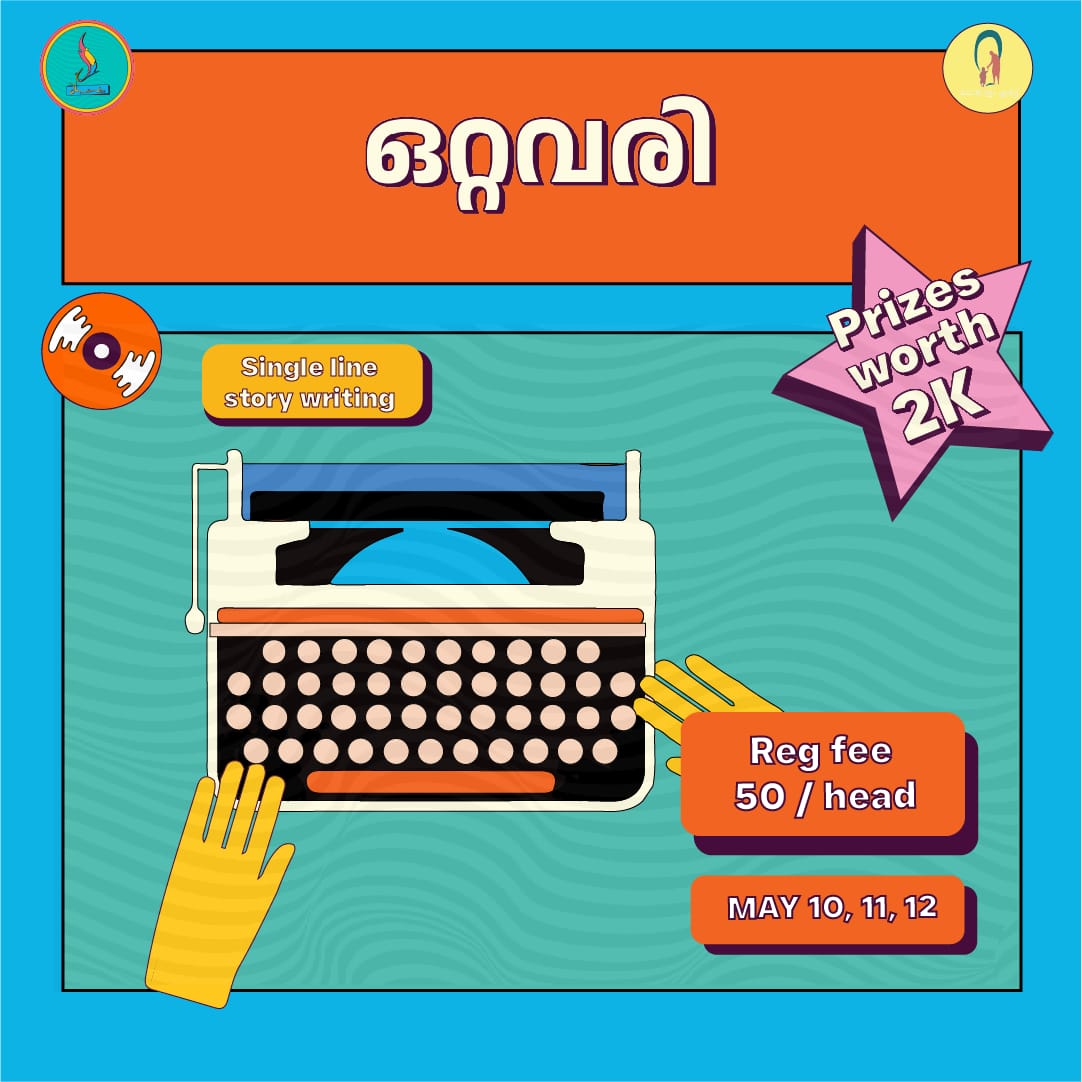 ഒറ്റവരി
Prizes
worth
2K
Single line
story writing
Reg fee
50 / head
MAY 10, 11, 12